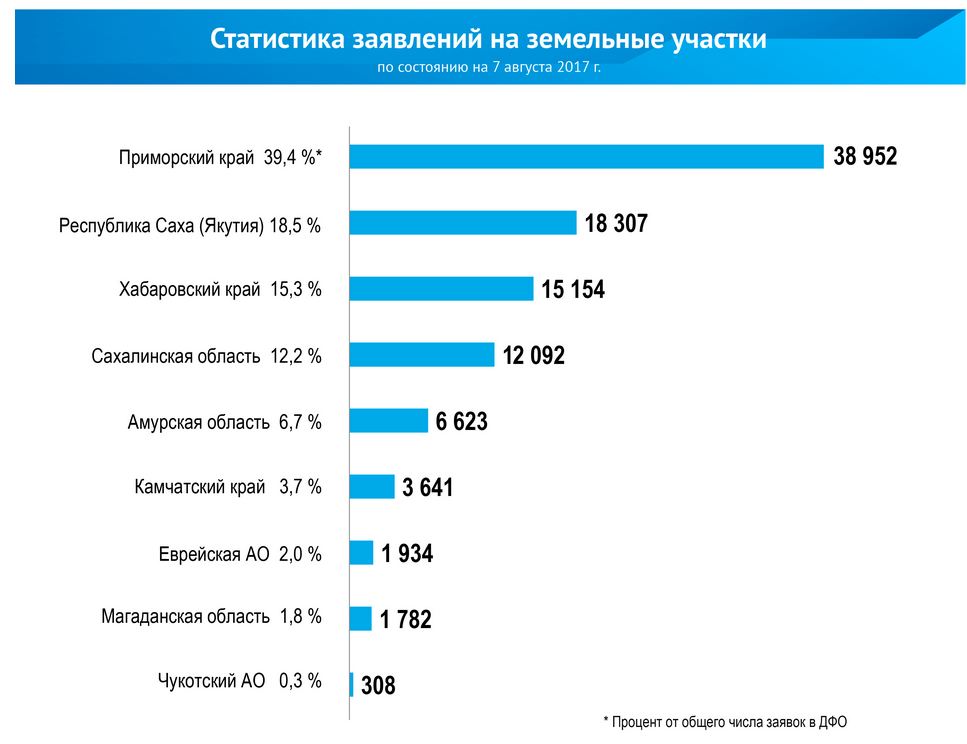 Статистика заявлений на земельные участки
по состоянию на 7 августа 2017 г.
Приморский край 39,4 %* 38 952
Республика Саха (Якутия) 18,5 % 18 307
Хабаровский край 15,3 % 15 154
Сахалинская область 12,2 % 12 092
Амурская область 6,7 % 6 623
Камчатский край 3,7 % 3 641
Еврейская АО 2,0 % 1 934
Магаданская область 1,8 % 1 782
Чукотский АО 0,3 % 308
* Процент от общего числа заявок в ДФО